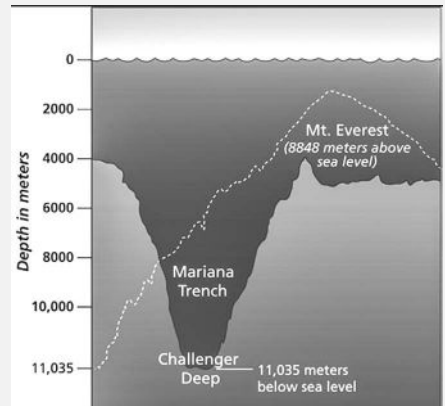 0
2000
4000
6000
8000
10,000
11,035
Depth in meters
Mt. Everest
(8848 meters above
sea level)
Mariana
Trench
Challenger
Deep
11,035 meters
below sea level